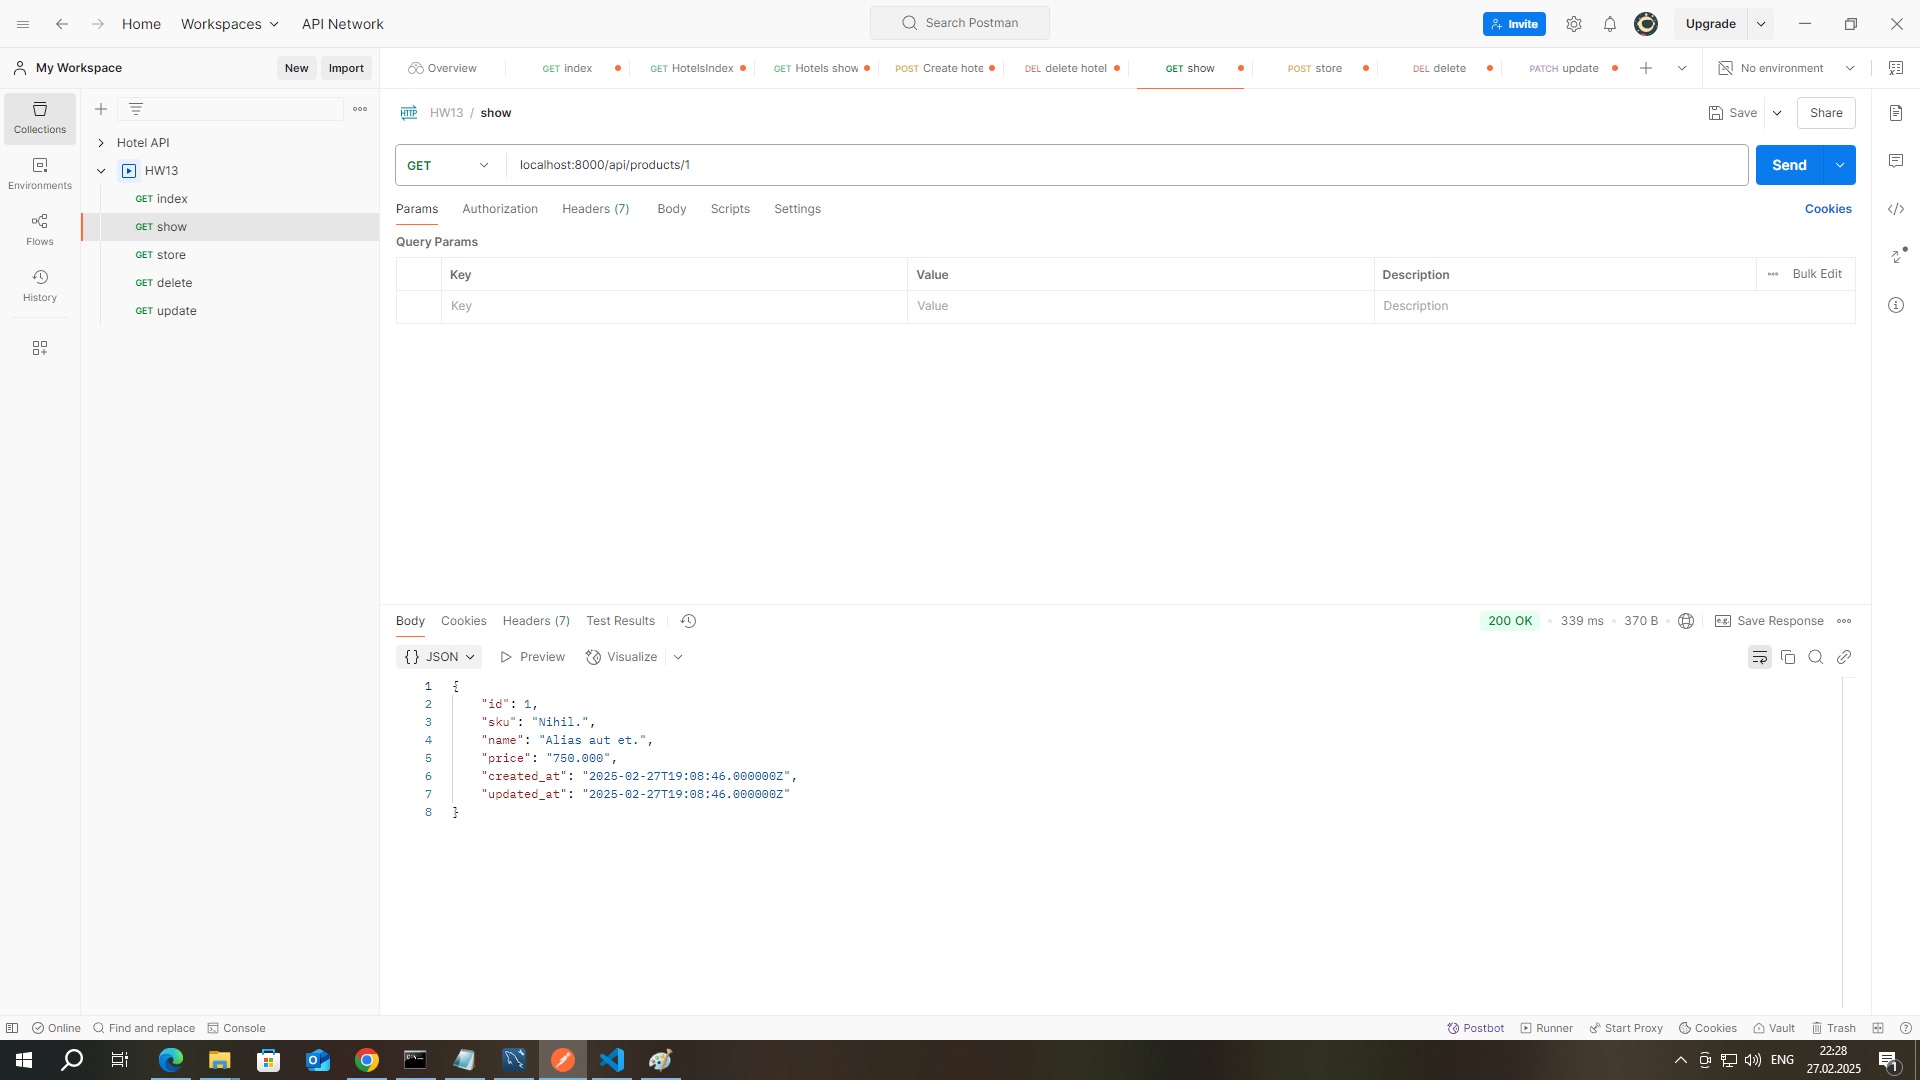 Home Workspaces API Network Search Postman Invite Upgrade
My Workspace New Import Overview GET index GET HotelsIndex GET Hotels show POST Create hote DEL delete hotel GET show POST store DEL delete PATCH update No environment
Collections
Environments
Flows
History
Hotel API
HW13
GET index
GET show
GET store
GET delete
GET update
HTTP HW13 / show Save Share
GET localhost:8000/api/products/1 Send
Params Authorization Headers (7) Body Scripts Settings Cookies
Query Params
Key Value Description Bulk Edit
Key Value Description
Body Cookies Headers (7) Test Results 200 OK 339 ms 370 B e.g. Save Response
{} JSON Preview Visualize
1 {
2 "id": 1,
3 "sku": "Nihil.",
4 "name": "Alias aut et.",
5 "price": "750.000",
6 "created_at": "2025-02-27T19:08:46.000000Z",
7 "updated_at": "2025-02-27T19:08:46.000000Z"
8 }
Online Find and replace Console Postbot Runner Start Proxy Cookies Vault Trash
ENG 22:28
27.02.2025
1